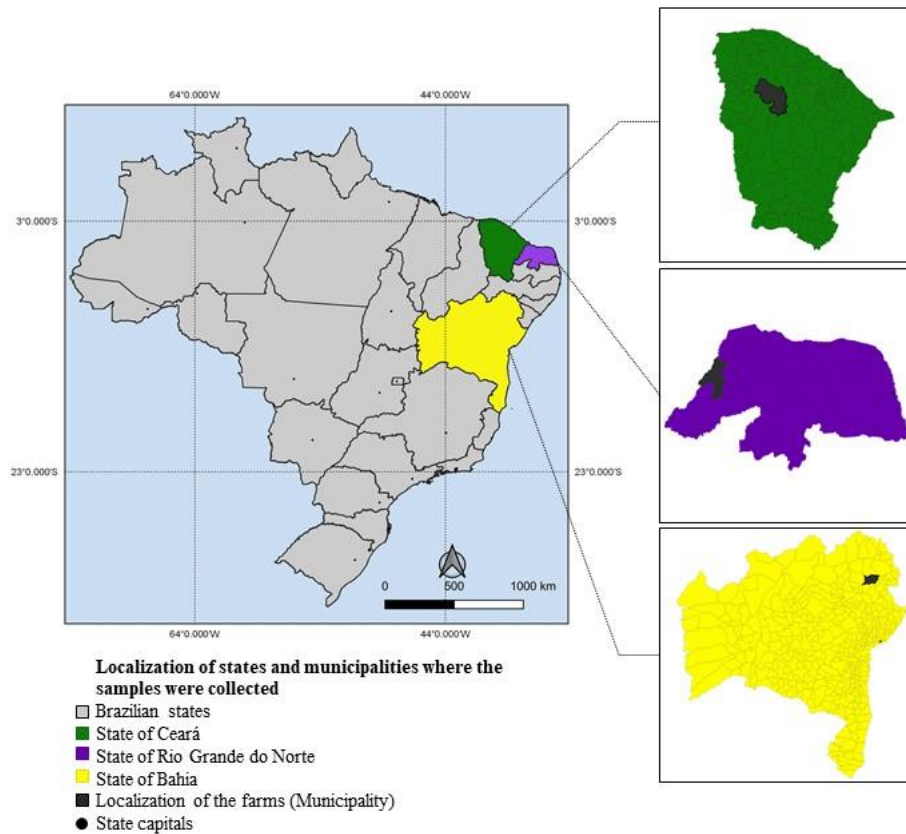 64°0.000'W 44°0.000'W
3°0.000'S 3°0.000'S
23°0.000'S 23°0.000'S
0 500 1000 km
64°0.000'W 44°0.000'W
Localization of states and municipalities where the
samples were collected
Brazilian states
State of Ceará
State of Rio Grande do Norte
State of Bahia
Localization of the farms (Municipality)
State capitals